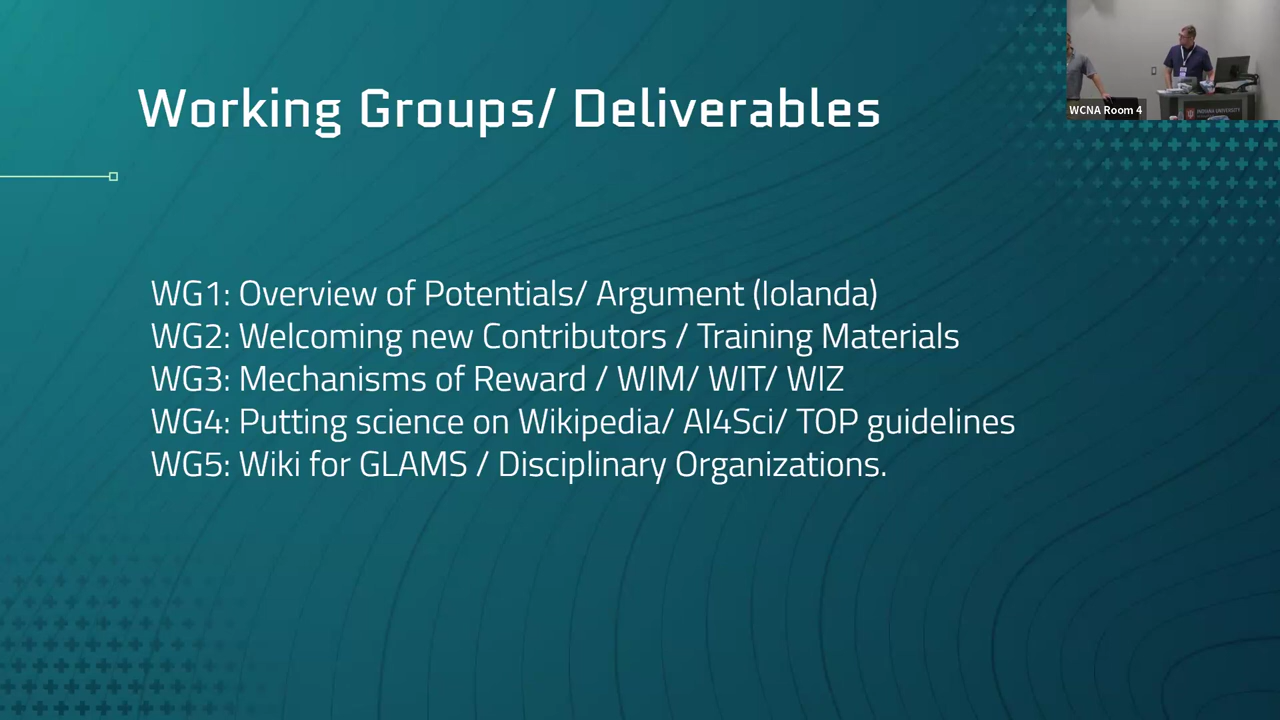 Working Groups/ Deliverables
WCNA Room 4
INDIANA UNIVERSITY
WG1: Overview of Potentials/ Argument (Iolanda)
WG2: Welcoming new Contributors / Training Materials
WG3: Mechanisms of Reward / WIM/ WIT/ WIZ
WG4: Putting science on Wikipedia/ AI4Sci/ TOP guidelines
WG5: Wiki for GLAMS / Disciplinary Organizations.